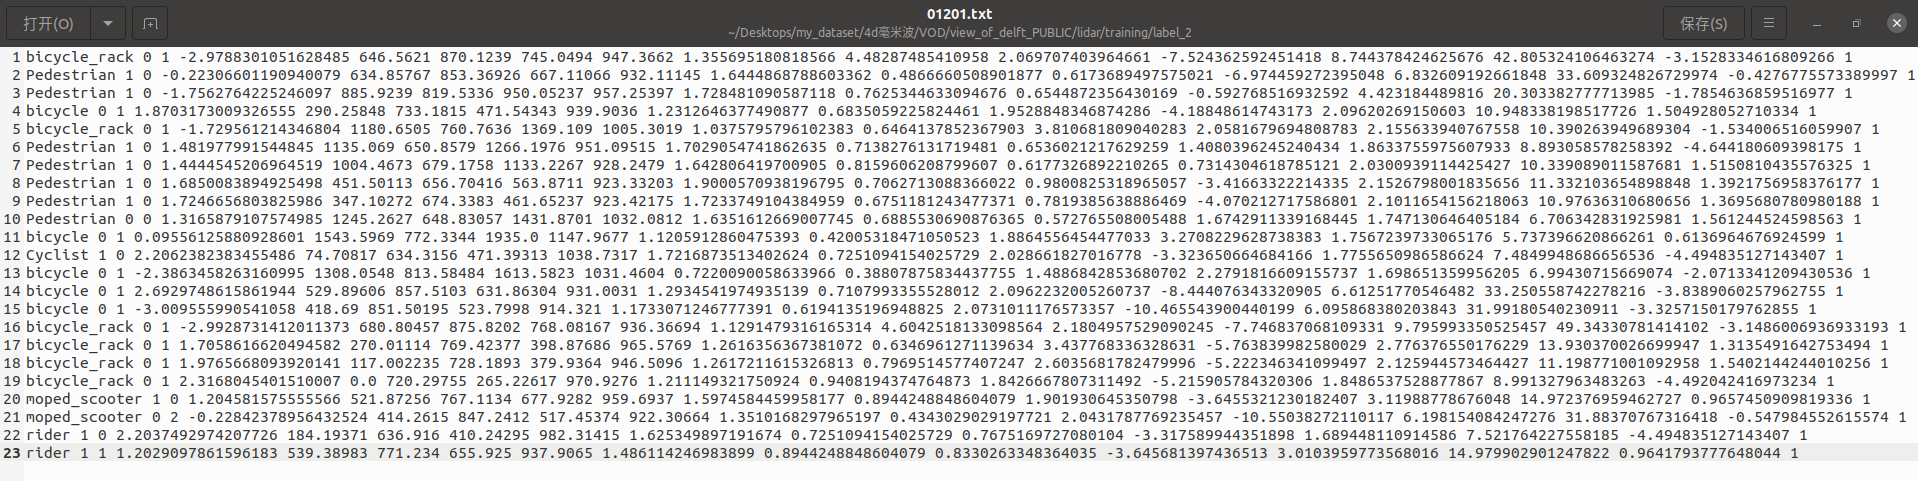 打开(O)
01201.txt
~/Desktops/my_dataset/4d毫米波/VOD/view_of_delft_PUBLIC/lidar/training/label_2
保存(S)
1 bicycle_rack 0 1 -2.9788301051628485 646.5621 870.1239 745.0494 947.3662 1.355695180818566 4.48287485410958 2.069707403964661 -7.524362592451418 8.744378424625676 42.805324106463274 -3.1528334616809266 1
2 Pedestrian 1 0 -0.22306601190940079 634.85767 853.36926 667.11066 932.11145 1.6444868788603362 0.4866660508901877 0.6173689497575021 -6.974459272395048 6.832609192661848 33.609324826729974 -0.4276775573389997 1
3 Pedestrian 1 0 -1.7562764225246097 885.9239 819.5336 950.05232 957.25397 1.728481090587118 0.7625344633094676 0.6544872356430169 -0.592768516932592 4.423184489816 20.303382777713985 -1.7854636859516977 1
4 bicycle 0 1 1.8703173009326555 290.25848 733.1815 471.54343 939.9036 1.2312646377490877 0.6835059225824461 1.9528848346874286 -4.18848614743173 2.09620269150603 10.948338198517726 1.504928052710334 1
5 bicycle_rack 0 1 -1.729561214346804 1180.6505 760.7636 1369.109 1005.3019 1.0375795796102383 0.6464137852367903 3.810681809040283 2.0581679694808783 2.155633940767558 10.390263949689304 -1.534006516059907 1
6 Pedestrian 1 0 1.481977991544845 1135.069 650.8579 1266.1976 951.09515 1.7029054741862635 0.7138276131719481 0.6536021217629259 1.4080396245240434 1.8633755975607933 8.893058578258392 -4.644180609398175 1
7 Pedestrian 1 0 1.4444545206964519 1004.4673 679.1758 1133.2267 928.2479 1.642806419700905 0.8159606208799607 0.6177326892210265 0.7314304618785121 2.0300939114425427 10.339089011587681 1.5150810435576325 1
8 Pedestrian 1 0 1.6850083894925498 451.50113 656.70416 563.8711 923.33203 1.9000570938196795 0.7062713088366022 0.9800825318965057 -3.41663322214335 2.1526798001835656 11.332103654898848 1.3921756958376177 1
9 Pedestrian 1 0 1.7246656803825986 347.10272 674.3383 461.65237 923.42175 1.7233749104384959 0.6751181243477371 0.7819385638886469 -4.070212717586801 2.1011654156218063 10.97636310680656 1.3695680780980188 1
10 Pedestrian 0 0 1.3165879107574985 1245.2627 648.83057 1431.8701 1032.0812 1.6351612669007745 0.6885530690876365 0.572765508005488 1.6742911339168445 1.747130646405184 6.706342831925981 1.561244524598563 1
11 bicycle 0 1 0.09556125880928601 1543.5969 772.3344 1935.0 1147.9677 1.1205912860475393 0.42005318471050523 1.8864556454477033 3.2708229628738383 1.7567239733065176 5.737396620866261 0.6136964676924599 1
12 Cyclist 1 0 2.2062382383455486 74.70817 634.3156 471.39313 1038.7317 1.7216873513402624 0.7251094154025729 2.028661827016778 -3.323650664684166 1.7755650986586624 7.4849948686656536 -4.494835127143407 1
13 bicycle 0 1 -2.3863458263160995 1308.0548 813.58484 1613.5823 1031.4604 0.7220090058633966 0.38807875834437755 1.4886842853680702 2.2791816609155737 1.698651359956205 6.99430715669074 -2.0713341209430536 1
14 bicycle 0 1 2.6929748615861944 529.89606 857.5103 631.86304 931.0031 1.2934541974935139 0.7107993355528012 2.0962232005260737 -8.444076343320905 6.61251770546482 33.250558742278216 -3.8389060257962755 1
15 bicycle 0 1 -3.009555990541058 418.69 851.50195 523.7998 914.321 1.1733071246777391 0.6194135196948825 2.0731011176573357 -10.465543900440199 6.095868380203843 31.99180540230911 -3.3257150179762855 1
16 bicycle_rack 0 1 -2.9928731412011373 680.80457 875.8202 768.08167 936.36694 1.1291479316165314 4.6042518133098564 2.1804957529090245 -7.746837068109331 9.795993350525457 49.34330781414102 -3.1486006936933193 1
17 bicycle_rack 0 1 1.7058616620494582 270.01114 769.42377 398.87686 965.5769 1.2616356367381072 0.6346961271139634 3.437768336328631 -5.763839982580029 2.776376550176229 13.930370026699947 1.3135491642753494 1
18 bicycle_rack 0 1 1.9765668093920141 117.002235 728.1893 379.9364 946.5096 1.2617211615326813 0.7969514577407247 2.6035681782479996 -5.222346341099497 2.125944573464427 11.198771001092958 1.5402144244010256 1
19 bicycle_rack 0 1 2.3168045401510007 0.0 720.29755 265.22617 970.9276 1.211149321750924 0.9408194374764873 1.8426667807311492 -5.215905784320306 1.8486537528877867 8.991327963483263 -4.492042416973234 1
20 moped_scooter 1 0 1.204581575555566 521.87256 767.1134 677.9282 959.6937 1.5974584459958177 0.8944248848604079 1.901930645350798 -3.6455321230182407 3.11988778676048 14.972376959462727 0.9657450909819336 1
21 moped_scooter 0 2 -0.22842378956432524 414.2615 847.2412 517.45374 922.30664 1.3510168297965197 0.4343029029197721 2.0431787769235457 -10.55038272110117 6.198154084247276 31.88370767316418 -0.547984552615574 1
22 rider 1 0 2.2037492974207726 184.19371 636.916 410.24295 982.31415 1.625349897191674 0.7251094154025729 0.7675169727080104 -3.317589944351898 1.689448110914586 7.521764227558185 -4.494835127143407 1
23 rider 1 1 1.2029097861596183 539.38983 771.234 655.925 937.9065 1.486114246983899 0.8944248848604079 0.8330263348364035 -3.645681397436513 3.0103959773568016 14.979902901247822 0.9641793777648044 1